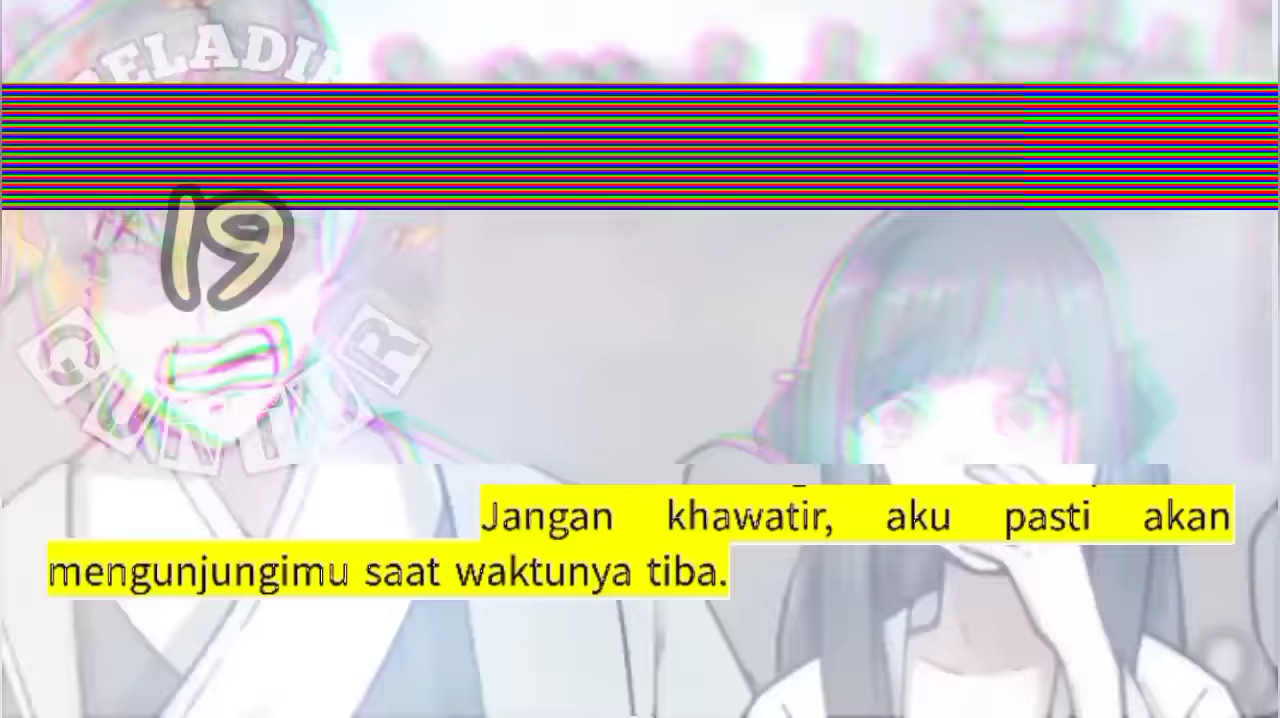 19
Jangan khawatir, aku pasti akan
mengunjungimu saat waktunya tiba.